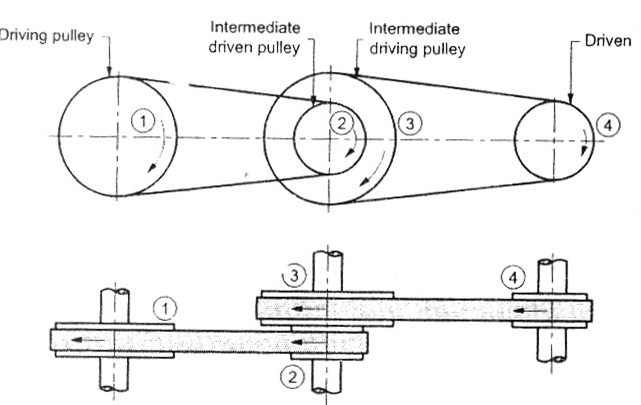 Driving pulley
Intermediate
driven pulley
Intermediate
driving pulley
Driven
1
2
3
4
3
4
1
2